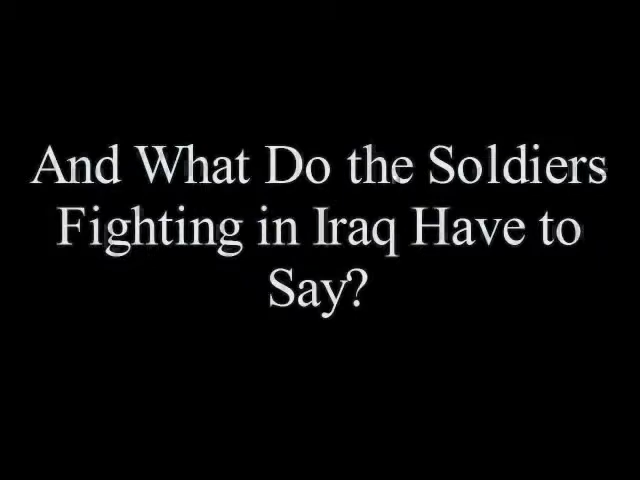 And What Do the Soldiers
Fighting in Iraq Have to
Say?